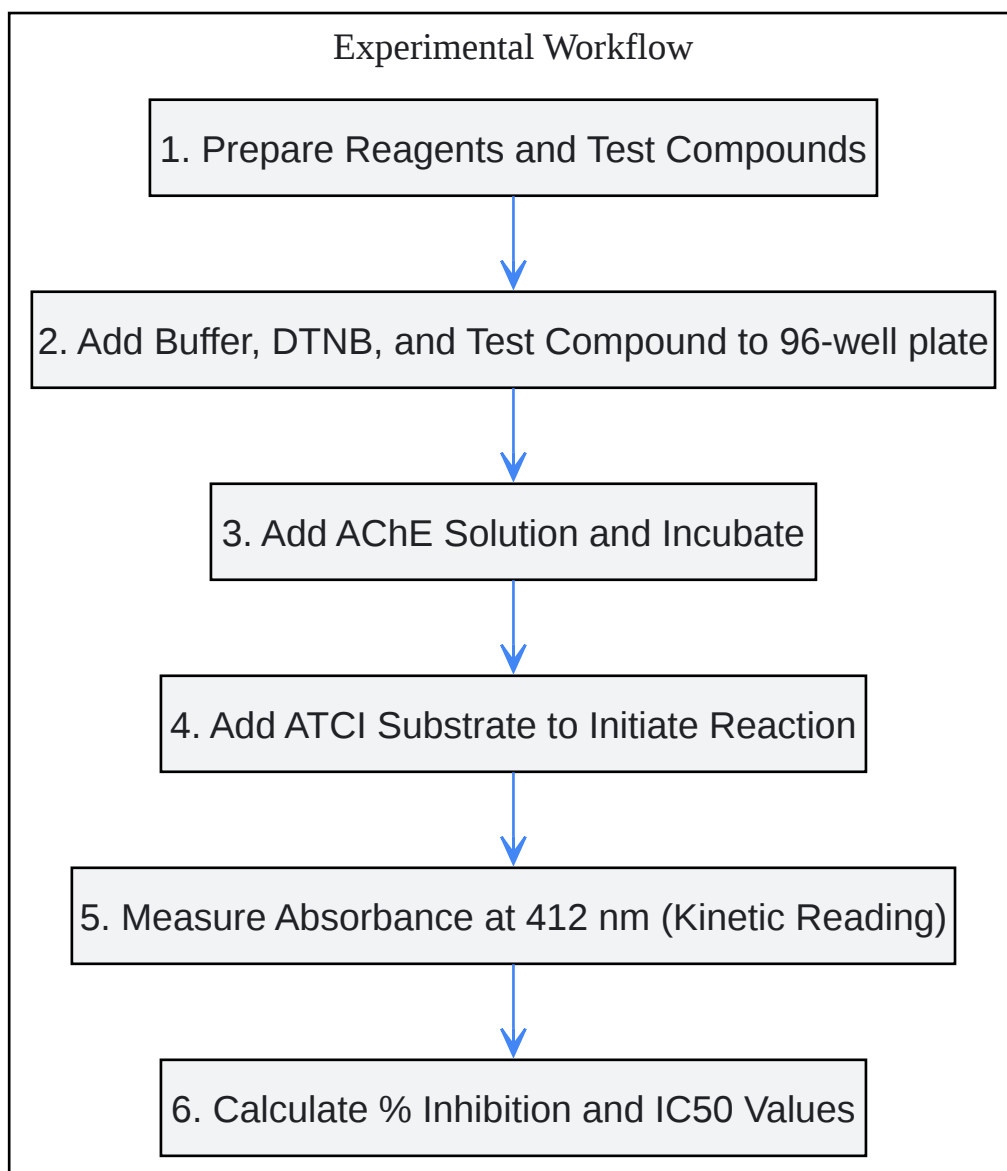 Experimental Workflow
1. Prepare Reagents and Test Compounds
2. Add Buffer, DTNB, and Test Compound to 96-well plate
3. Add AChE Solution and Incubate
4. Add ATCI Substrate to Initiate Reaction
5. Measure Absorbance at 412 nm (Kinetic Reading)
6. Calculate % Inhibition and IC50 Values